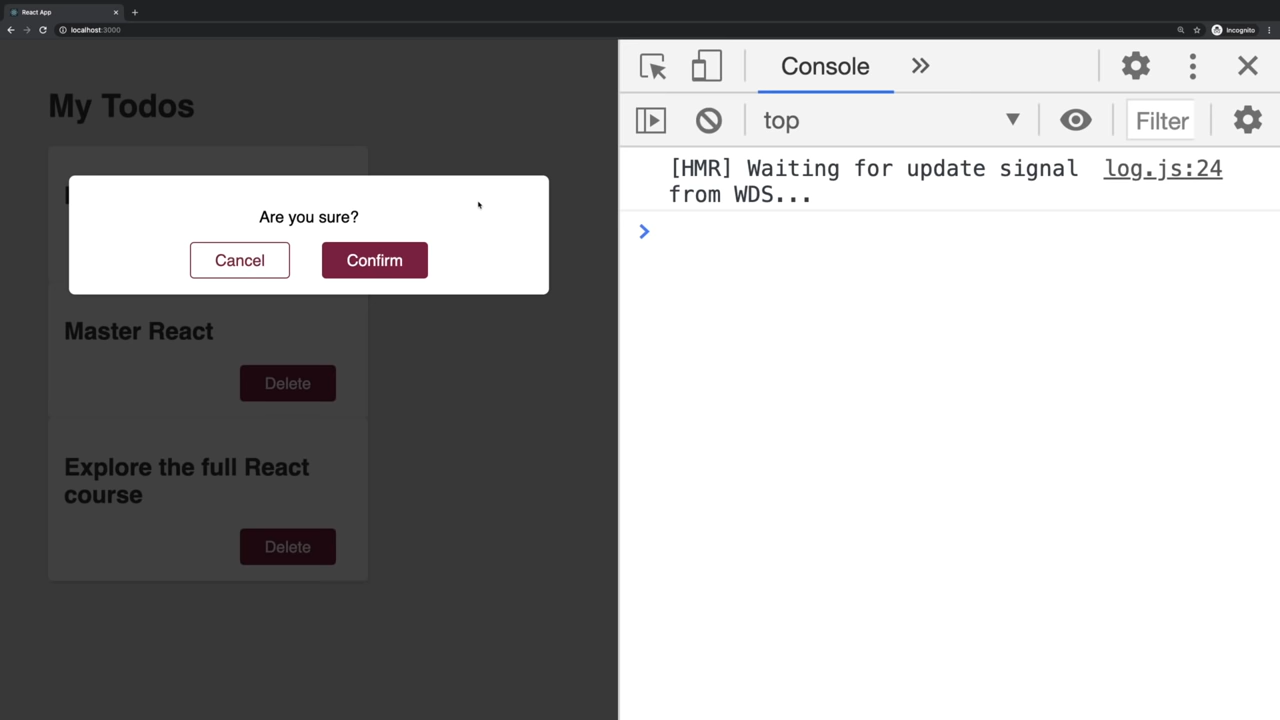 React App
localhost:3000
Incognito
My Todos
Are you sure?
Cancel
Confirm
Master React
Delete
Explore the full React
course
Delete
Console
top
Filter
[HMR] Waiting for update signal
from WDS...
log.js:24